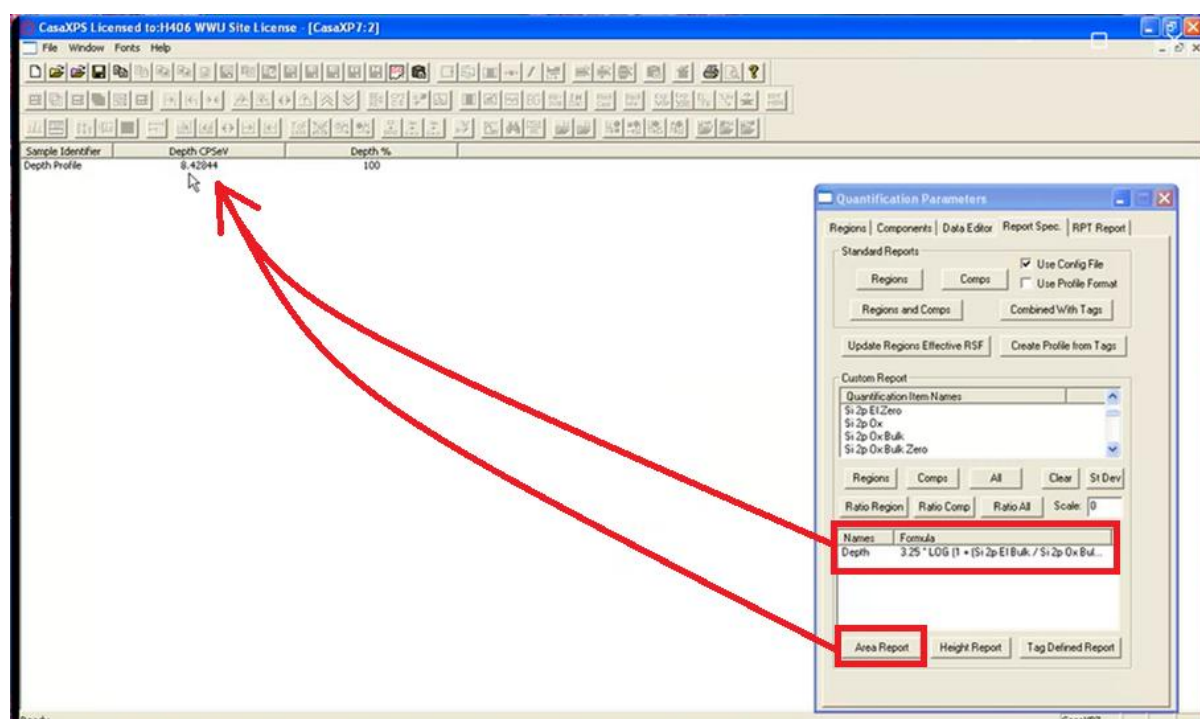 CasaXPS Licensed to:H406 WWU Site License - [CasaXP7:2]
File Window Fonts Help
Sample Identifier Depth CPSeV Depth %
Depth Profile 8.42844 100
Quantification Parameters
Regions Components Data Editor Report Spec. RPT Report
Standard Reports
Use Config File
Regions Comps Use Profile Format
Regions and Comps Combined With Tags
Update Regions Effective RSF Create Profile from Tags
Custom Report
Quantification Item Names
Si 2p El Zero
Si 2p Ox
Si 2p Ox Bulk
Si 2p Ox Bulk Zero
Regions Comps All Clear St Dev
Ratio Region Ratio Comp Ratio All Scale: 0
Names Formula
Depth 3.25 * LOG (1 + (Si 2p El Bulk / Si 2p Ox Bul...
Area Report Height Report Tag Defined Report